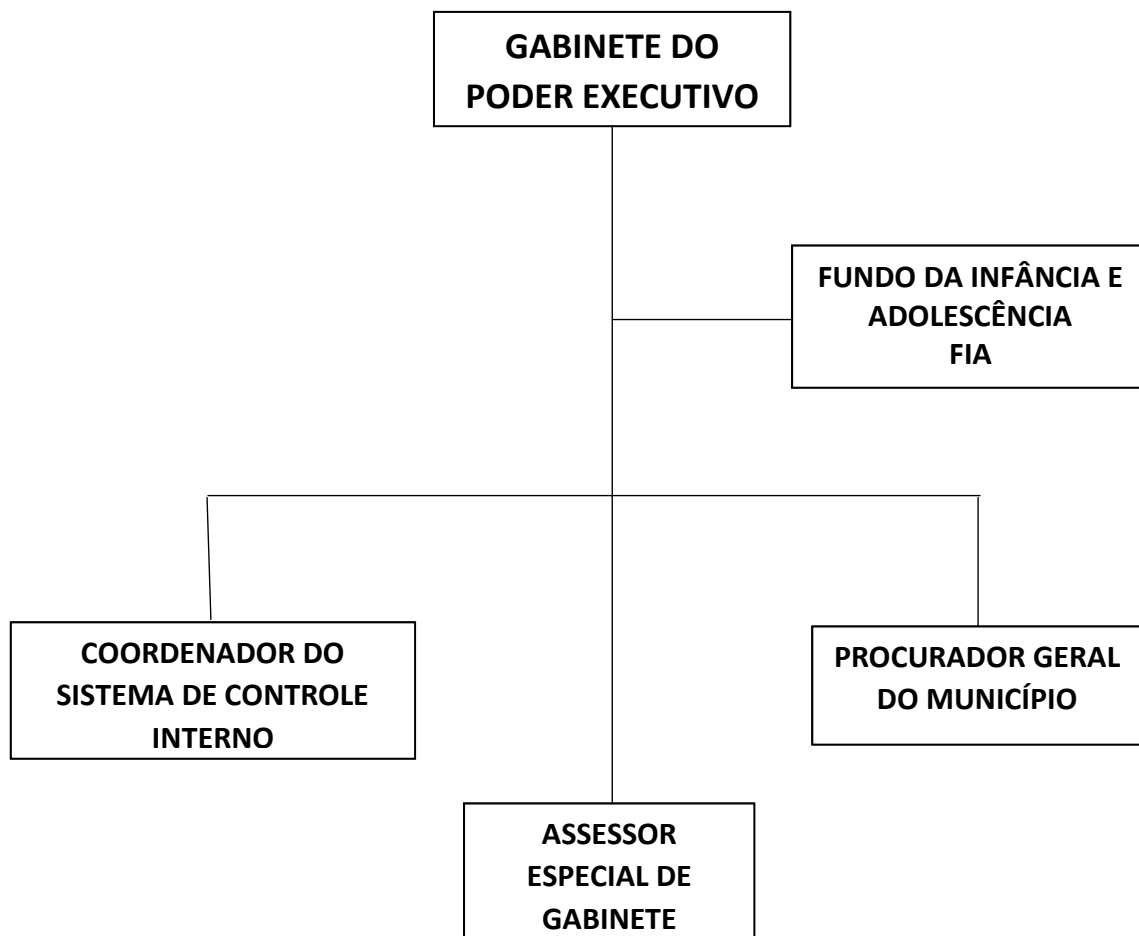 GABINETE DO
PODER EXECUTIVO
FUNDO DA INFÂNCIA E
ADOLESCÊNCIA
FIA
COORDENADOR DO
SISTEMA DE CONTROLE
INTERNO
PROCURADOR GERAL
DO MUNICÍPIO
ASSESSOR
ESPECIAL DE
GABINETE